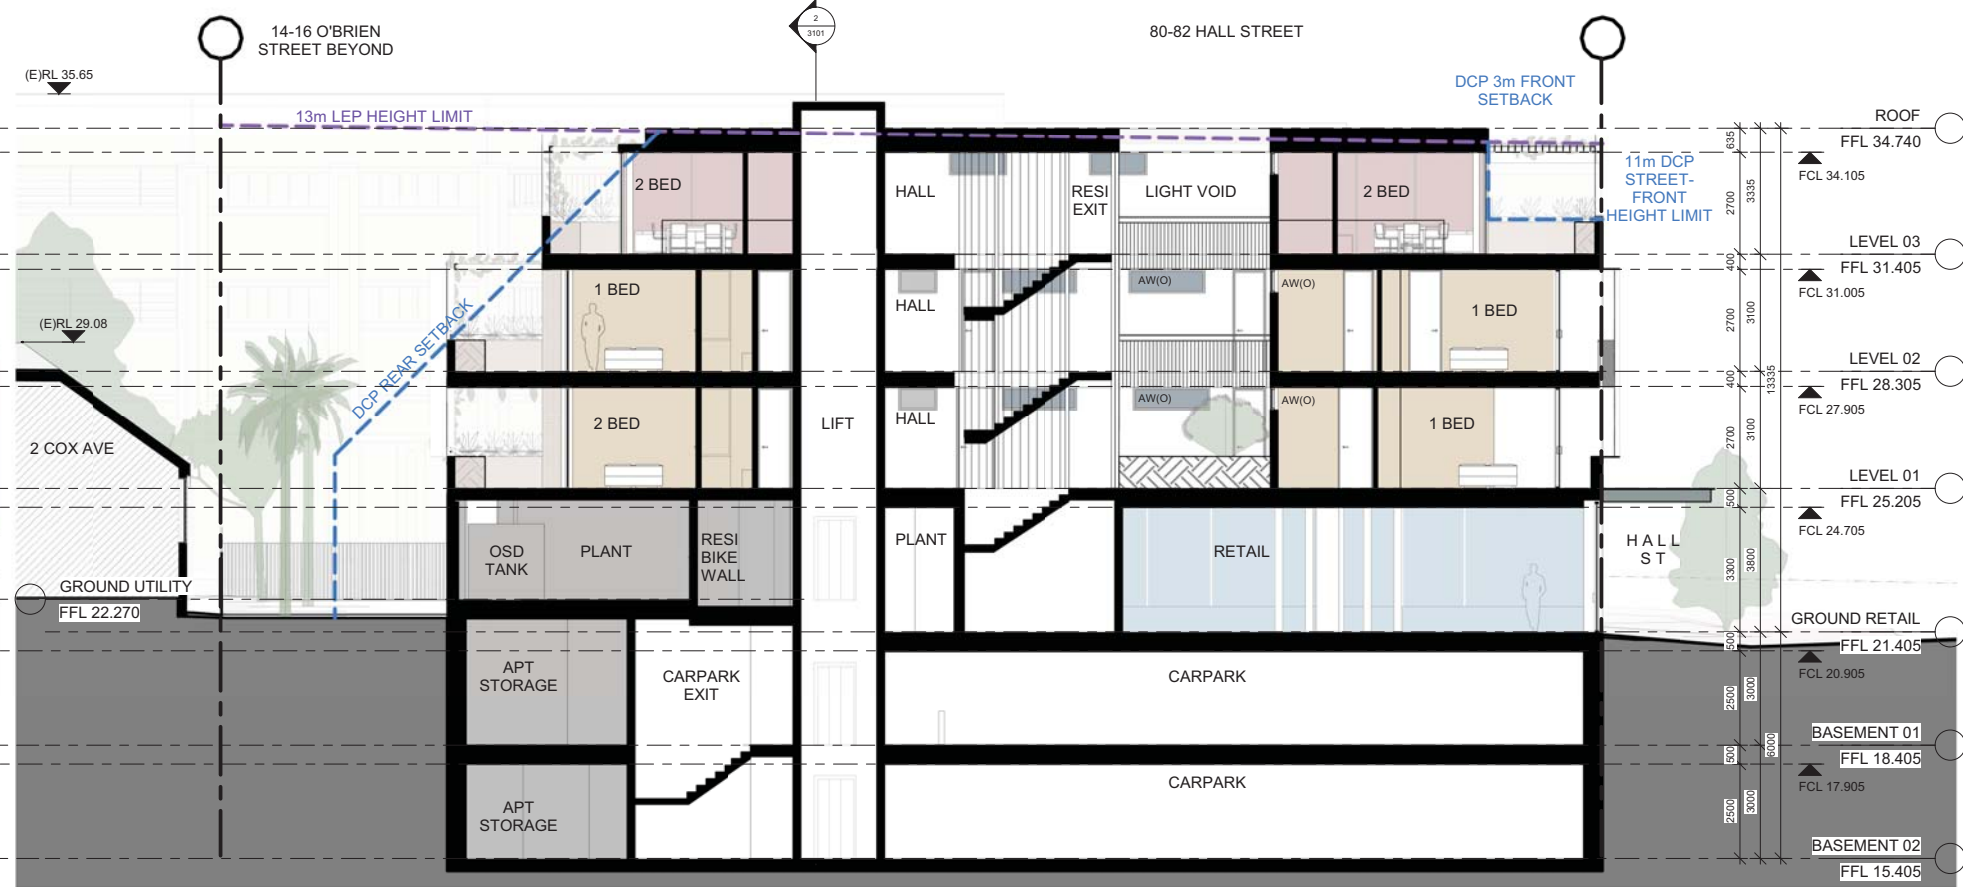 14-16 O'BRIEN
STREET BEYOND
2
3101
80-82 HALL STREET
(E)RL 35.65
DCP 3m FRONT
SETBACK
13m LEP HEIGHT LIMIT
ROOF
FFL 34.740
FCL 34.105
11m DCP
STREET-
FRONT
HEIGHT LIMIT
2 BED
HALL
RESI
EXIT
LIGHT VOID
2 BED
635
2700
3335
LEVEL 03
FFL 31.405
FCL 31.005
400
1 BED
HALL
AW(O)
AW(O)
1 BED
2700
3100
(E)RL 29.08
DCP REAR SETBACK
LEVEL 02
FFL 28.305
FCL 27.905
400
13335
2 COX AVE
2 BED
LIFT
HALL
AW(O)
AW(O)
1 BED
2700
3100
LEVEL 01
FFL 25.205
FCL 24.705
500
OSD
TANK
PLANT
RESI
BIKE
WALL
PLANT
RETAIL
HALL
ST
3300
3800
GROUND UTILITY
FFL 22.270
GROUND RETAIL
FFL 21.405
FCL 20.905
500
APT
STORAGE
CARPARK
EXIT
CARPARK
2500
3000
BASEMENT 01
FFL 18.405
FCL 17.905
500
6000
APT
STORAGE
CARPARK
2500
3000
BASEMENT 02
FFL 15.405